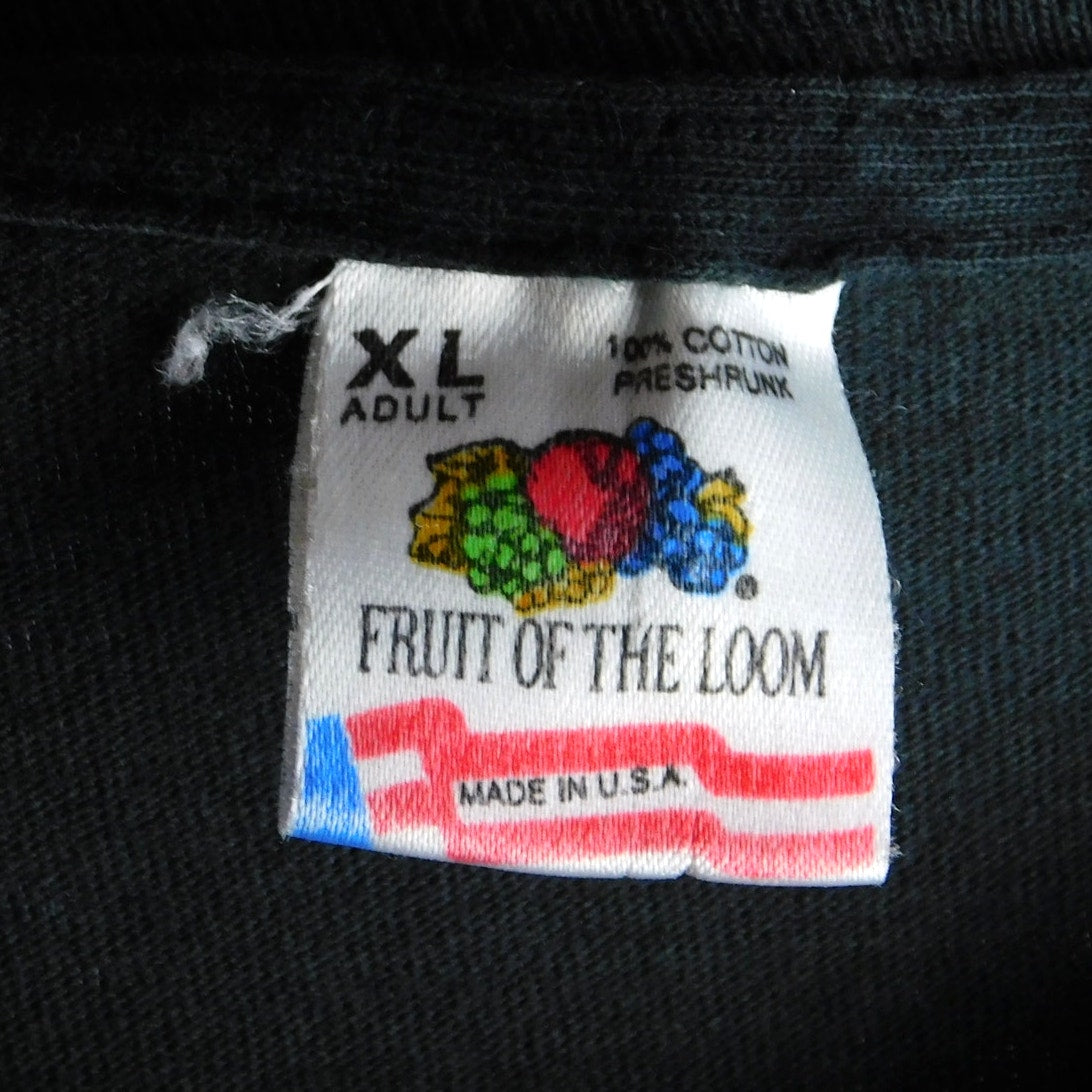 XL
ADULT
100% COTTON
PRESHRUNK
®
FRUIT OF THE LOOM
MADE IN U.S.A.